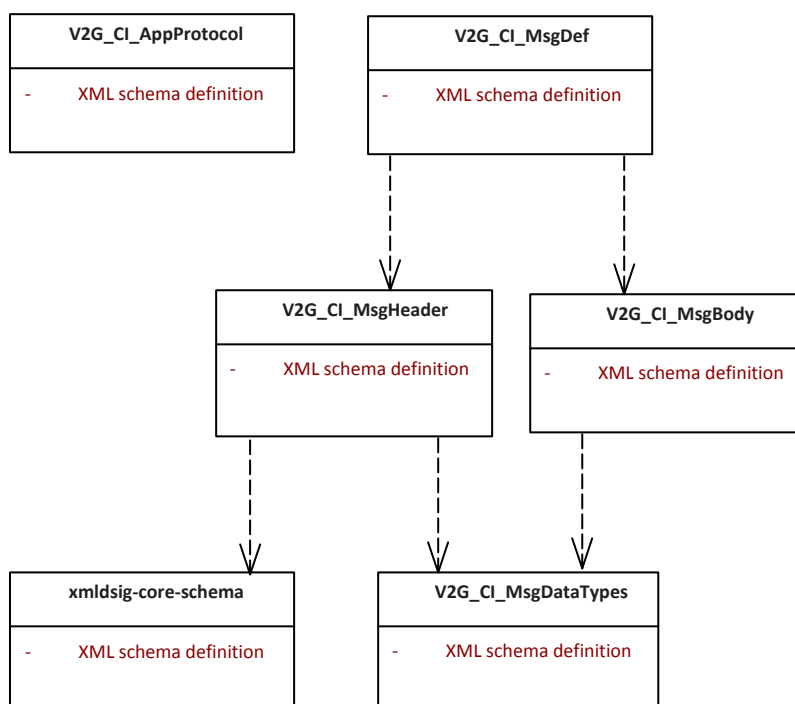 V2G_CI_AppProtocol
- XML schema definition
V2G_CI_MsgDef
- XML schema definition
V2G_CI_MsgHeader
- XML schema definition
V2G_CI_MsgBody
- XML schema definition
xmldsig-core-schema
- XML schema definition
V2G_CI_MsgDataTypes
- XML schema definition